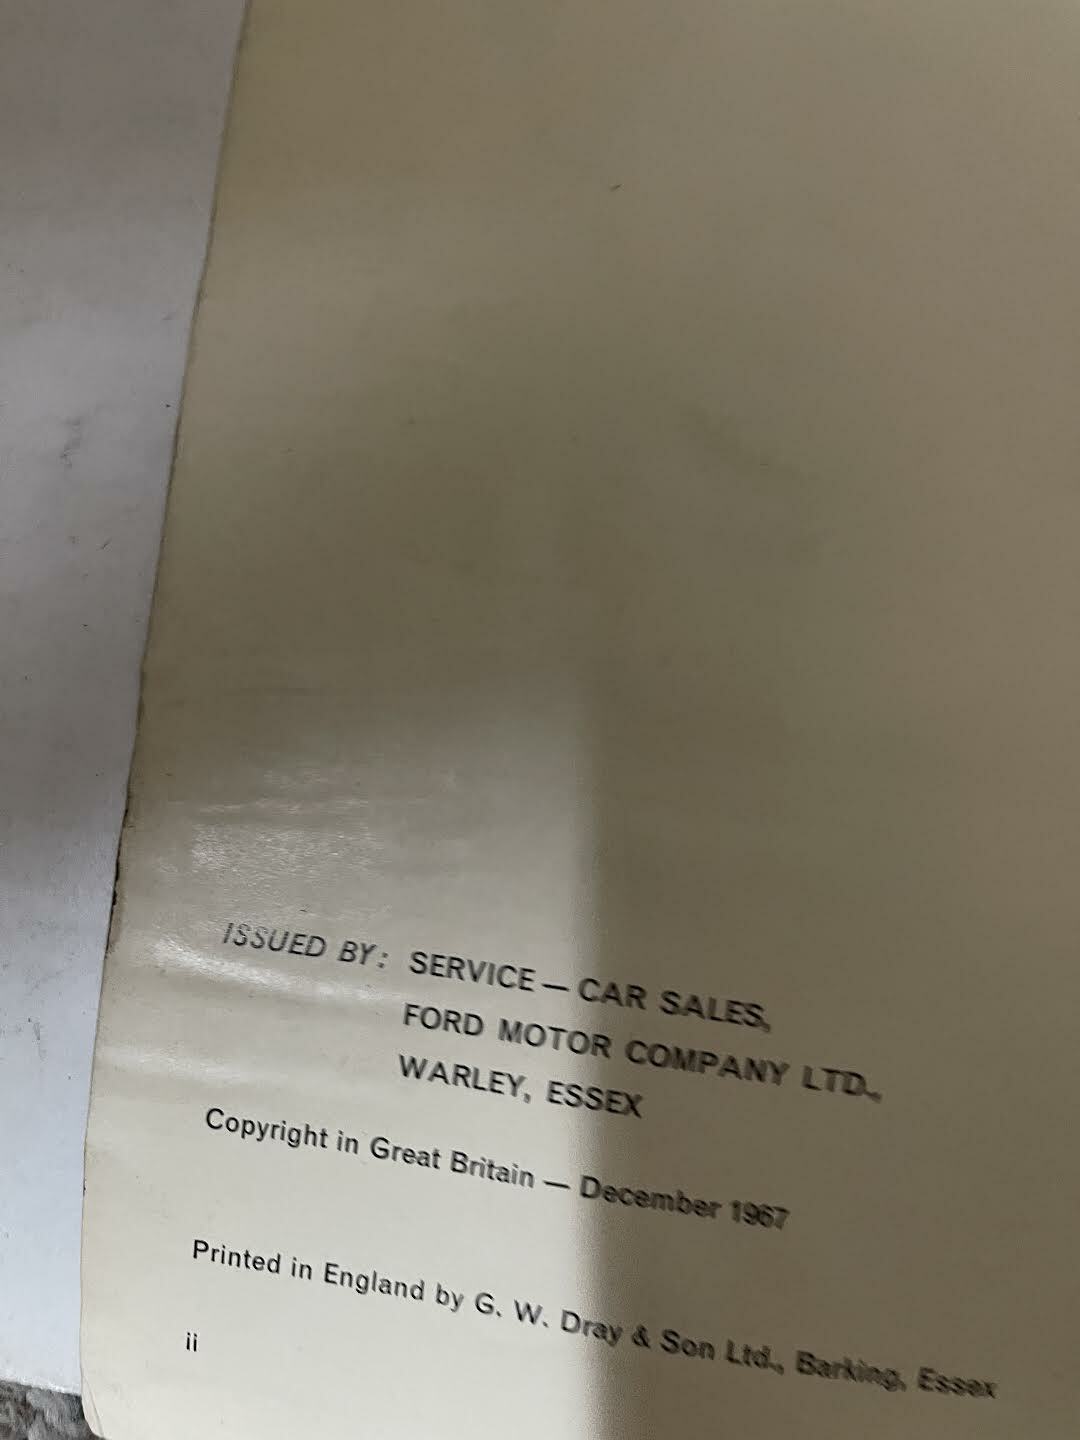 ISSUED BY: SERVICE — CAR SALES,
FORD MOTOR COMPANY LTD.,
WARLEY, ESSEX
Copyright in Great Britain — December 1967
Printed in England by G. W. Dray & Son Ltd., Barking, Essex
ii